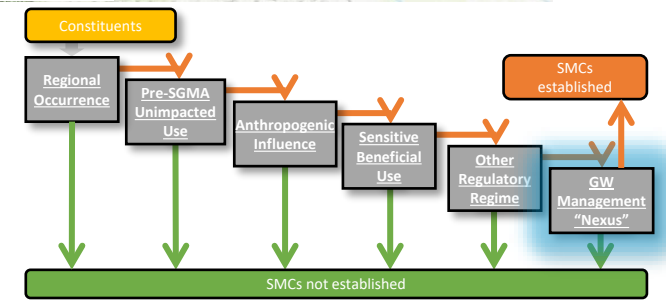 Constituents
Regional
Occurrence
Pre-SGMA
Unimpacted
Use
Anthropogenic
Influence
Sensitive
Beneficial
Use
Other
Regulatory
Regime
SMCs
established
GW
Management
“Nexus”
SMCs not established